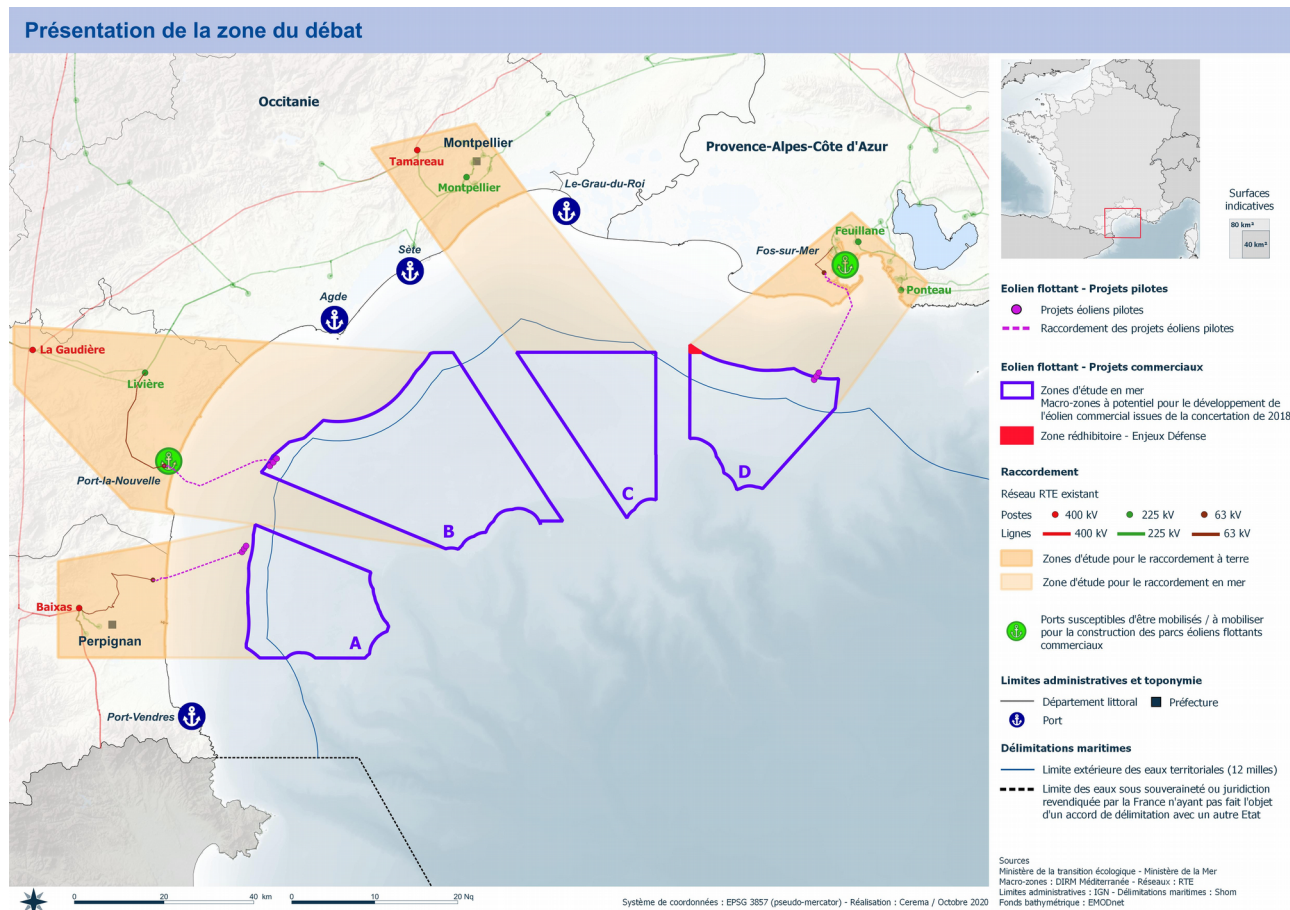 Présentation de la zone du débat
Occitanie
Montpellier
Tamareau
Montpellier
Provence-Alpes-Côte d'Azur
Le-Grau-du-Roi
Feuillane
Fos-sur-Mer
Sète
Ponteau
Agde
La Gaudière
Livière
Port-la-Nouvelle
B
C
D
Baixas
Perpignan
A
Port-Vendres
0 20 40 km
0 10 20 Nq
Système de coordonnées : EPSG 3857 (pseudo-mercator) - Réalisation : Cerema / Octobre 2020
Surfaces
indicatives
80 km²
40 km²
Eolien flottant - Projets pilotes
Projets éoliens pilotes
Raccordement des projets éoliens pilotes
Eolien flottant - Projets commerciaux
Zones d'étude en mer
Macro-zones à potentiel pour le développement de
l'éolien commercial issues de la concertation de 2018
Zone rédhibitoire - Enjeux Défense
Raccordement
Réseau RTE existant
Postes 400 kV 225 kV 63 kV
Lignes 400 kV 225 kV 63 kV
Zones d'étude pour le raccordement à terre
Zone d'étude pour le raccordement en mer
Ports susceptibles d'être mobilisés / à mobiliser
pour la construction des parcs éoliens flottants
commerciaux
Limites administratives et toponymie
Département littoral Préfecture
Port
Délimitations maritimes
Limite extérieure des eaux territoriales (12 milles)
Limite des eaux sous souveraineté ou juridiction
revendiquée par la France n'ayant pas fait l'objet
d'un accord de délimitation avec un autre Etat
Sources
Ministère de la transition écologique - Ministère de la Mer
Macro-zones : DIRM Méditerranée - Réseaux : RTE
Limites administratives : IGN - Délimitations maritimes : Shom
Fonds bathymétrique : EMODnet